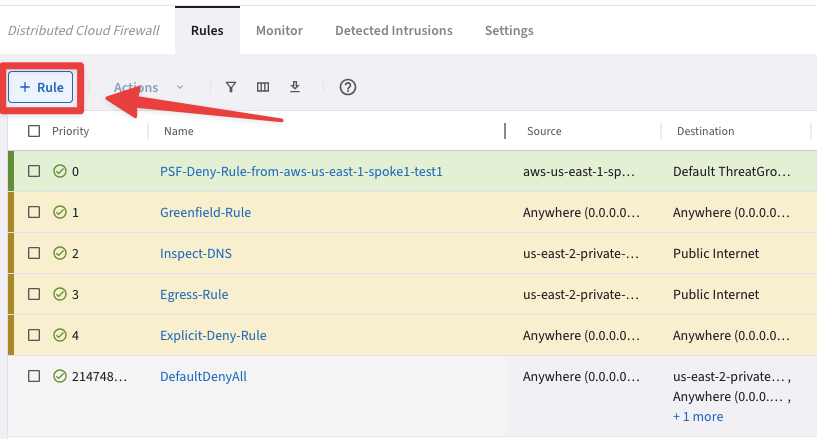 Distributed Cloud Firewall Rules Monitor Detected Intrusions Settings
+ Rule Actions
Priority Name Source Destination
0 PSF-Deny-Rule-from-aws-us-east-1-spoke1-test1 aws-us-east-1-sp… Default ThreatGro…
1 Greenfield-Rule Anywhere (0.0.0.0… Anywhere (0.0.0…
2 Inspect-DNS us-east-2-private-… Public Internet
3 Egress-Rule us-east-2-private-… Public Internet
4 Explicit-Deny-Rule Anywhere (0.0.0.0… Anywhere (0.0.0…
214748… DefaultDenyAll Anywhere (0.0.0.0… us-east-2-private… ,
Anywhere (0.0.0.… ,
+ 1 more